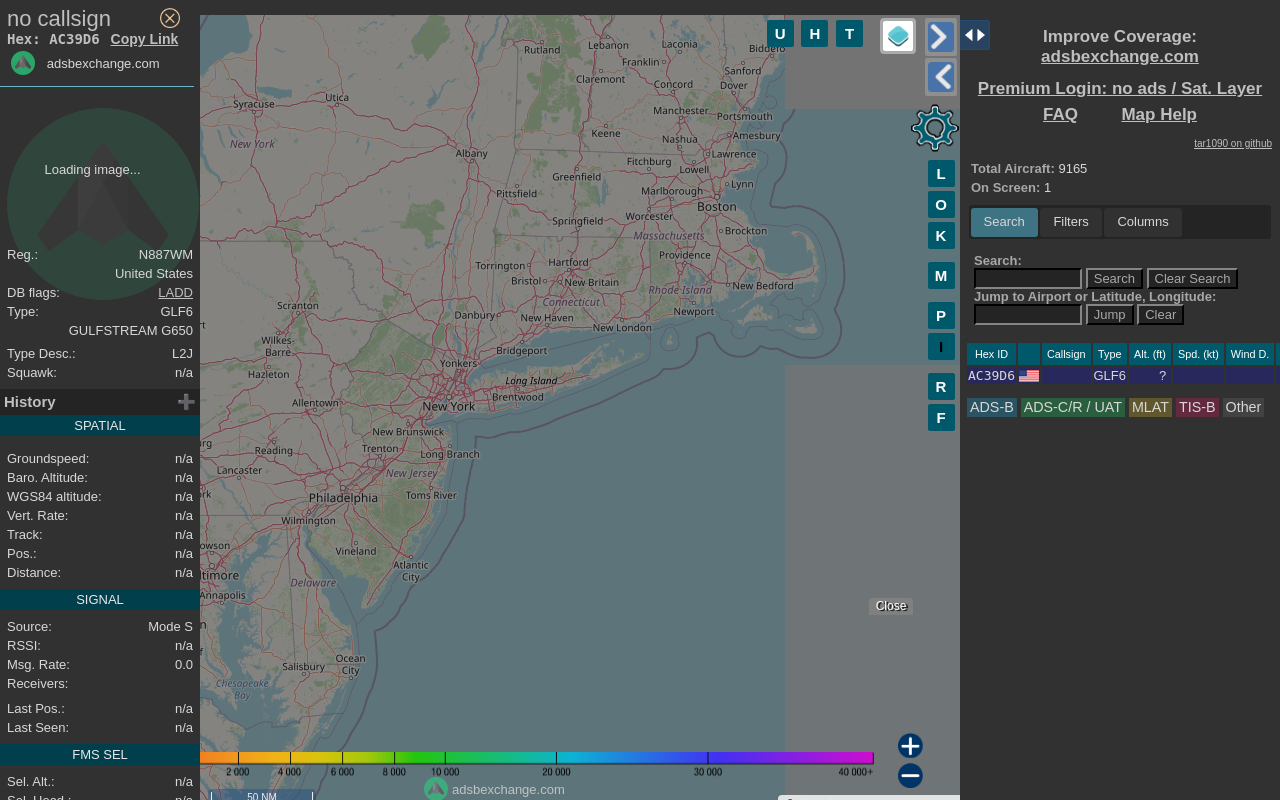 no callsign
Hex: AC39D6 Copy Link
adsbexchange.com
Loading image...
Reg.: N887WM
United States
DB flags: LADD
Type: GLF6
GULFSTREAM G650
Type Desc.: L2J
Squawk: n/a
History
SPATIAL
Groundspeed: n/a
Baro. Altitude: n/a
WGS84 altitude: n/a
Vert. Rate: n/a
Track: n/a
Pos.: n/a
Distance: n/a
SIGNAL
Source: Mode S
RSSI: n/a
Msg. Rate: 0.0
Receivers:
Last Pos.: n/a
Last Seen: n/a
FMS SEL
Sel. Alt.: n/a
Sel. Head.: n/a
U H T
Rutland
Lebanon
Laconia
Franklin
Claremont
Sanford
Concord
Dover
Syracuse
Utica
Manchester
Portsmouth
Keene
Amesbury
New York
Nashua
Albany
Lawrence
Fitchburg
Lowell
Greenfield
Pittsfield
Marlborough
Lynn
Boston
Worcester
Springfield
Massachusetts
Brockton
Providence
Torrington
Hartford
Bristol
New Britain
Rhode Island
New Bedford
Connecticut
Scranton
Danbury
New Haven
Newport
New London
Wilkes-
Barre
Bridgeport
Yonkers
Hazleton
Long Island
Brentwood
Allentown
New York
New Brunswick
Reading
Trenton
Long Branch
Lancaster
New Jersey
Philadelphia
Toms River
Wilmington
Vineland
Atlantic
City
Delaware
Annapolis
Ocean
City
Salisbury
Chesapeake
Bay
L
O
K
M
P
I
R
F
Close
2 000 4 000 6 000 8 000 10 000 20 000 30 000 40 000+
50 NM
adsbexchange.com
Improve Coverage:
adsbexchange.com
Premium Login: no ads / Sat. Layer
FAQ Map Help
tar1090 on github
Total Aircraft: 9165
On Screen: 1
Search Filters Columns
Search:
Search Clear Search
Jump to Airport or Latitude, Longitude:
Jump Clear
Hex ID Callsign Type Alt. (ft) Spd. (kt) Wind D.
AC39D6 GLF6 ?
ADS-B ADS-C/R / UAT MLAT TIS-B Other